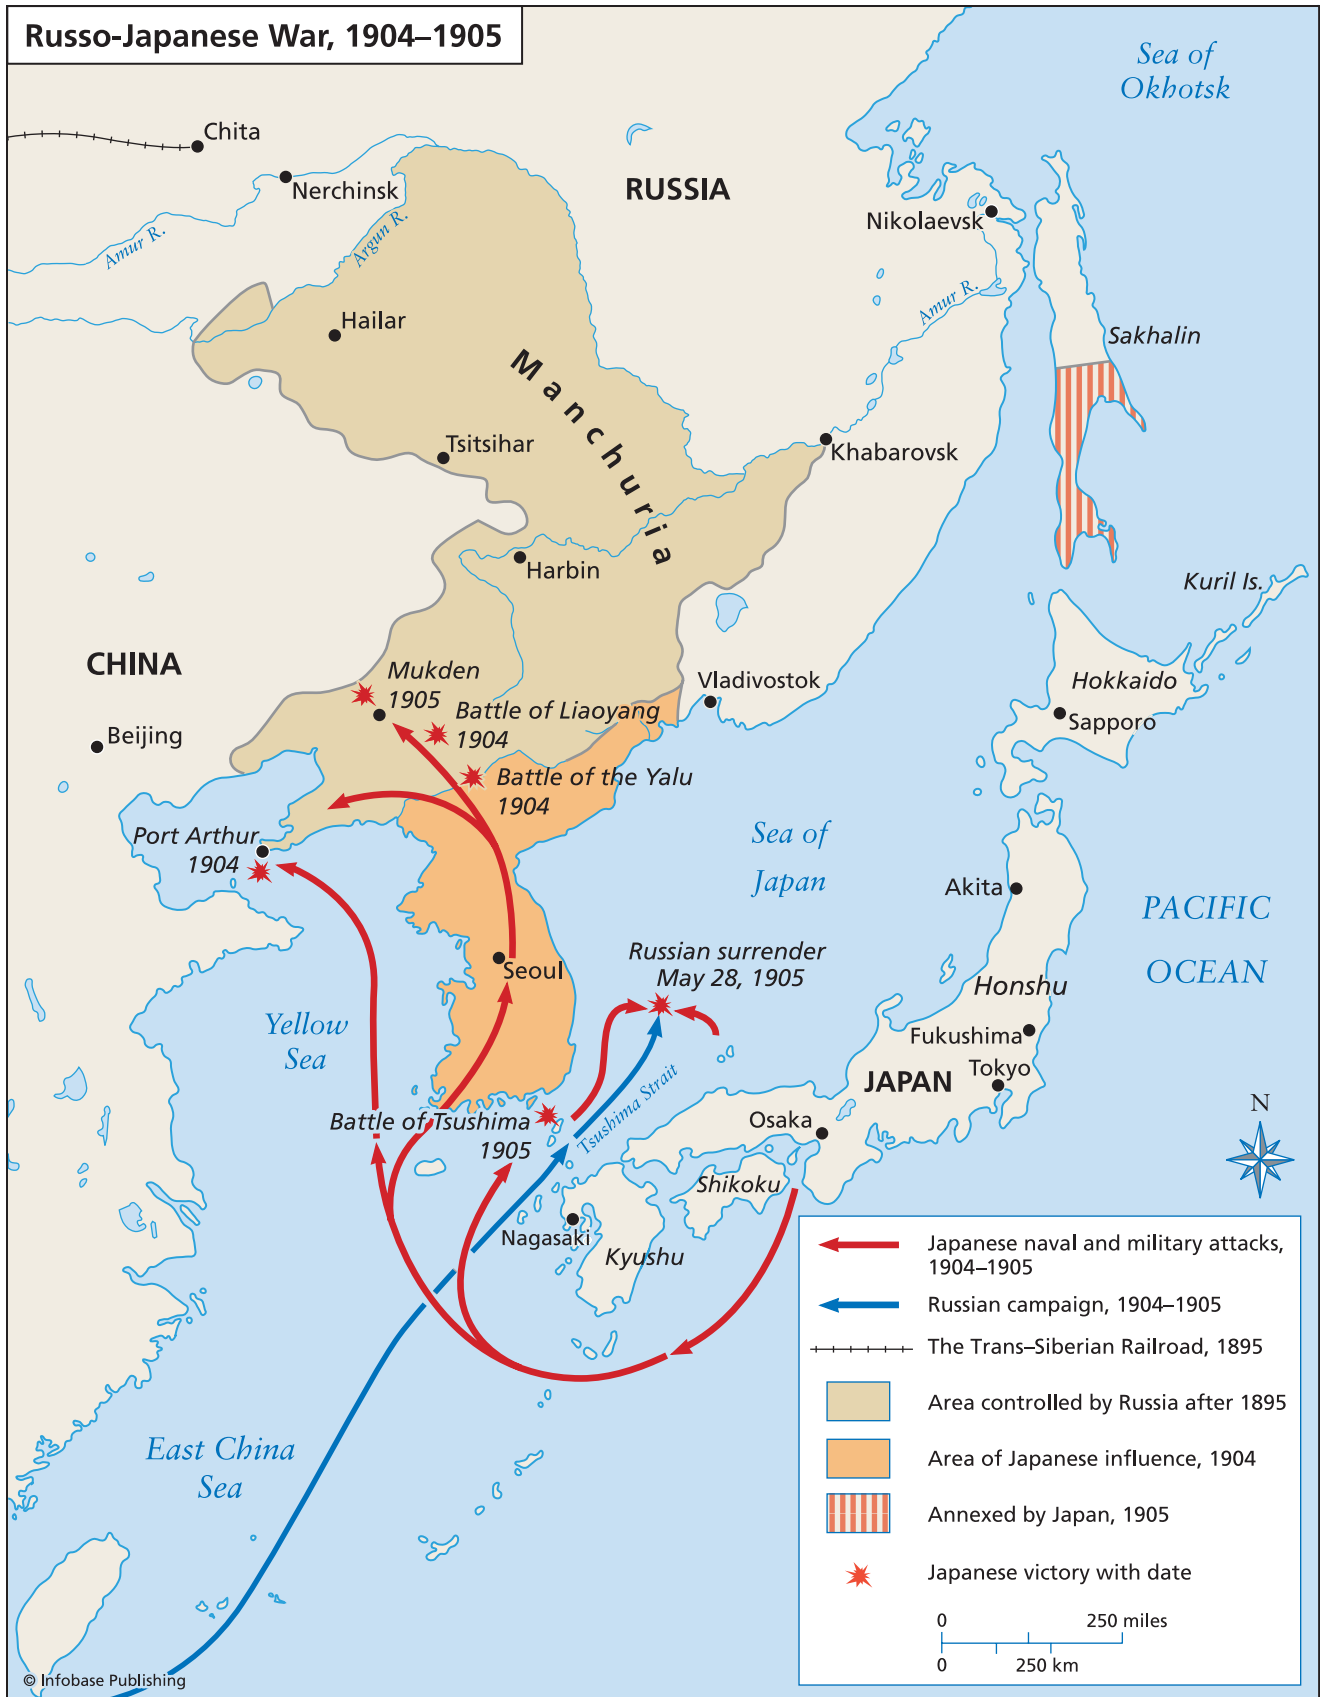 Russo-Japanese War, 1904–1905
Sea of
Okhotsk
Chita
Nerchinsk
RUSSIA
Nikolaevsk
Amur R.
Argun R.
Amur R.
Hailar
Sakhalin
Manchuria
Tsitsihar
Khabarovsk
Harbin
Kuril Is.
CHINA
Mukden
1905
Vladivostok
Hokkaido
Battle of Liaoyang
1904
Sapporo
Beijing
Battle of the Yalu
1904
Port Arthur
1904
Sea of
Japan
Akita
PACIFIC
OCEAN
Russian surrender
May 28, 1905
Seoul
Honshu
Yellow
Sea
Fukushima
Tokyo
JAPAN
Tsushima Strait
Battle of Tsushima
1905
Osaka
N
Shikoku
Nagasaki
Kyushu
Japanese naval and military attacks,
1904–1905
Russian campaign, 1904–1905
The Trans–Siberian Railroad, 1895
Area controlled by Russia after 1895
Area of Japanese influence, 1904
East China
Sea
Annexed by Japan, 1905
Japanese victory with date
0 250 miles
0 250 km
© Infobase Publishing